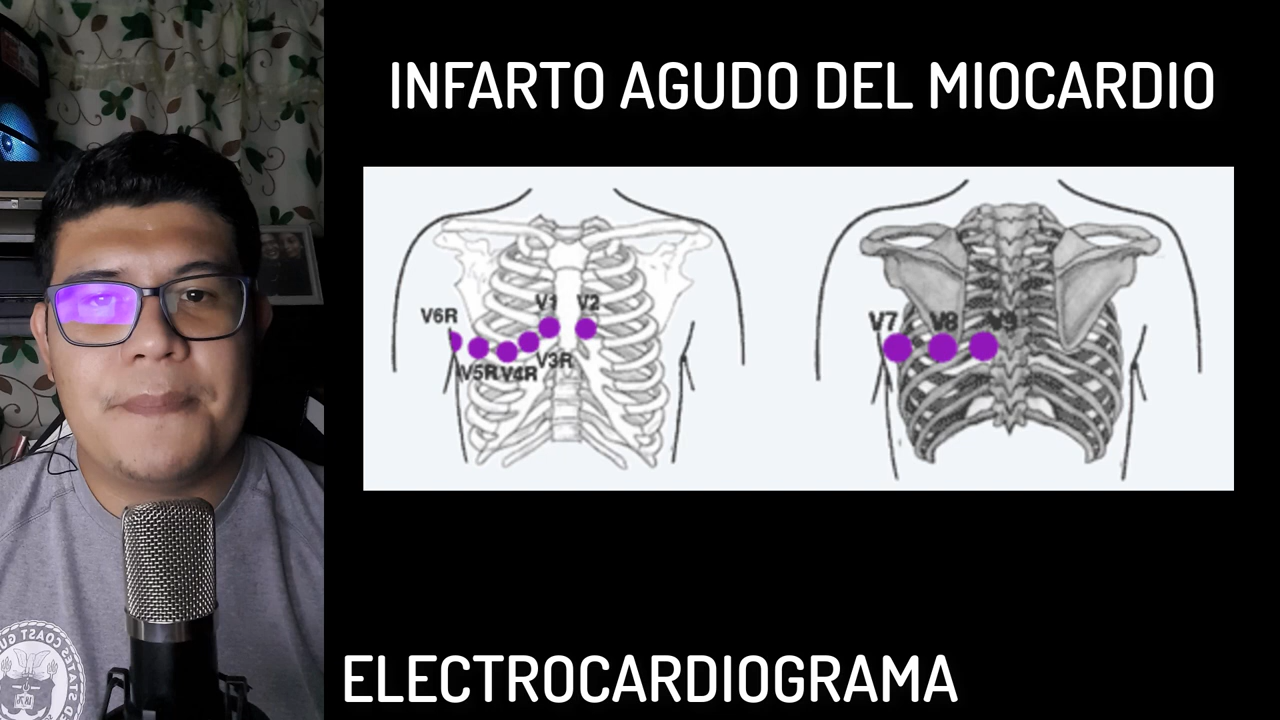 INFARTO AGUDO DEL MIOCARDIO
V1 V2
V6R
V3R
V5R V4R
V7 V8 V9
ELECTROCARDIOGRAMA